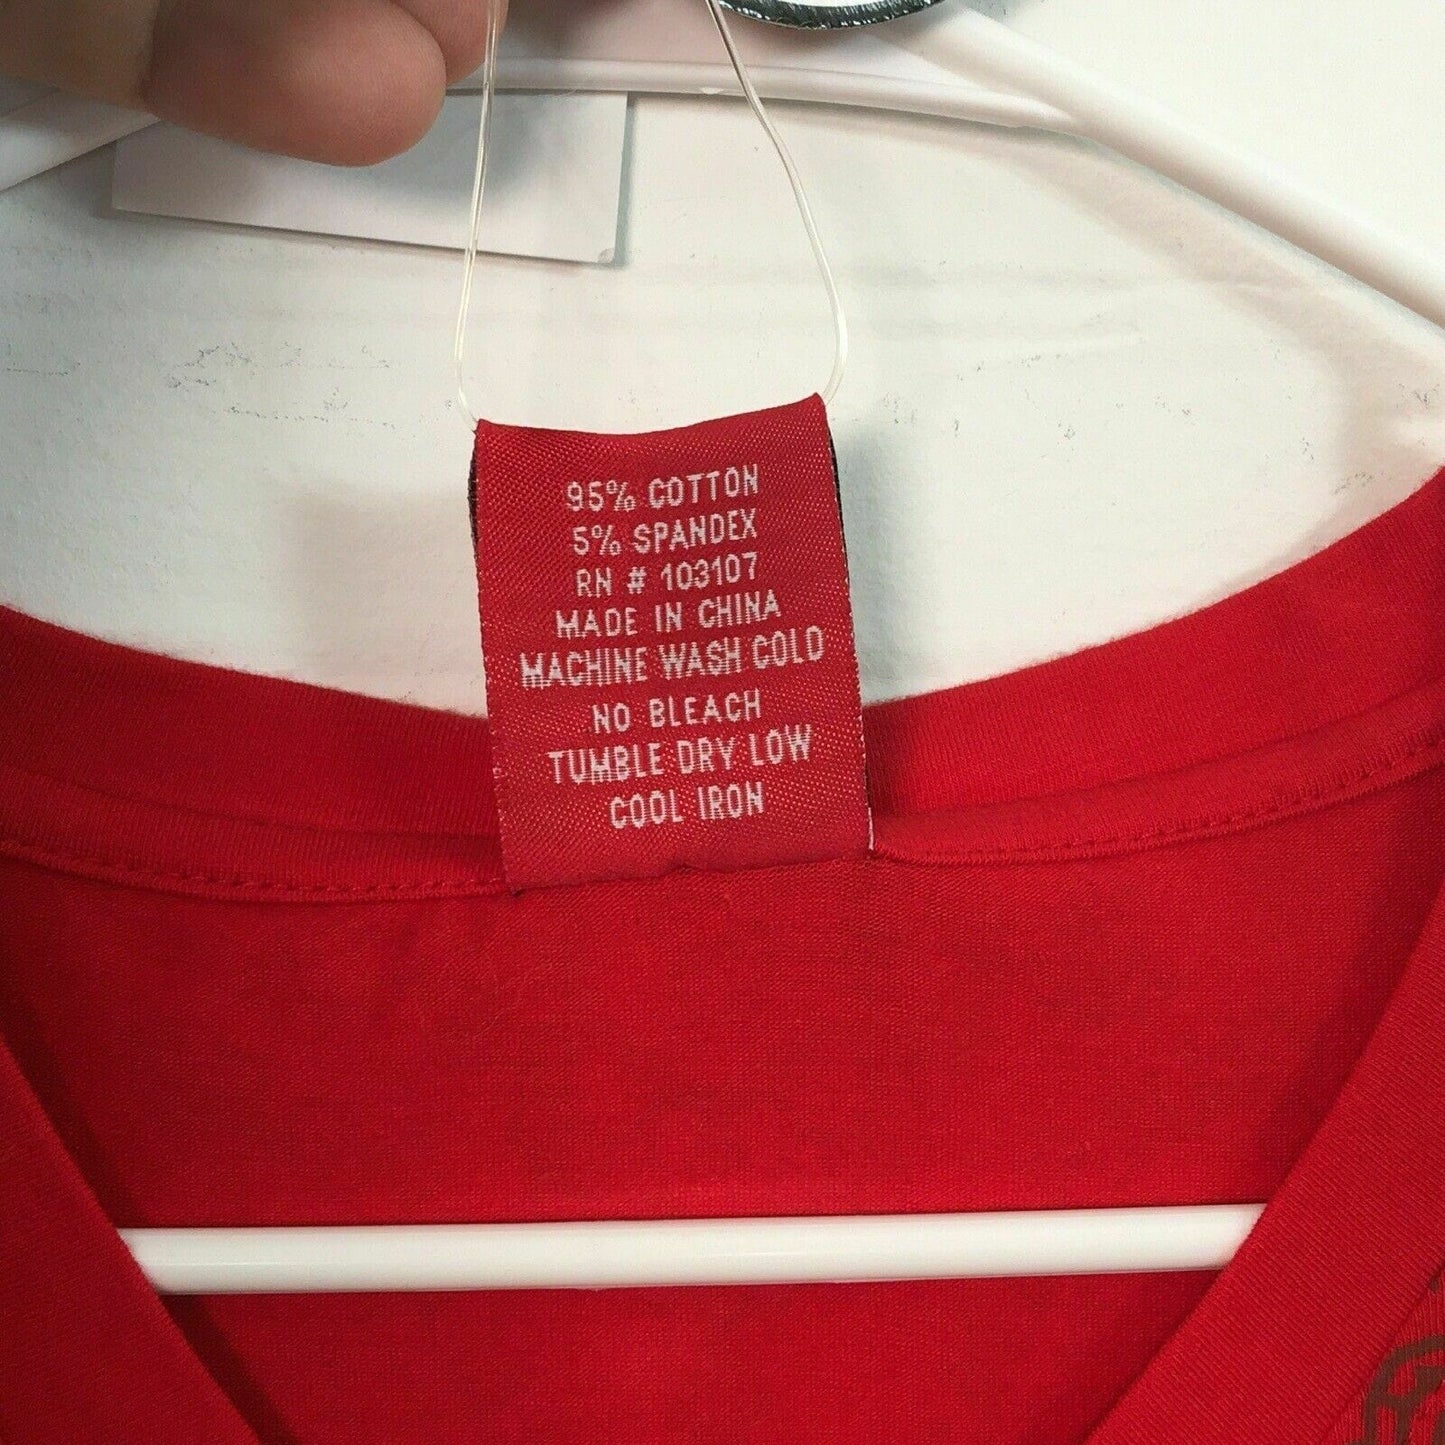 95% COTTON
5% SPANDEX
RN # 103107
MADE IN CHINA
MACHINE WASH COLD
NO BLEACH
TUMBLE DRY LOW
COOL IRON